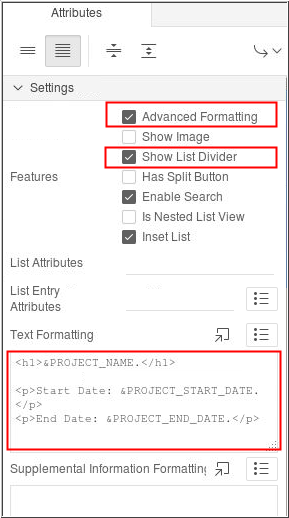 Attributes
Settings
Advanced Formatting
Show Image
Show List Divider
Features
Has Split Button
Enable Search
Is Nested List View
Inset List
List Attributes
List Entry
Attributes
Text Formatting
<h1>&PROJECT_NAME.</h1>
<p>Start Date: &PROJECT_START_DATE.
</p>
<p>End Date: &PROJECT_END_DATE.</p>
Supplemental Information Formatting